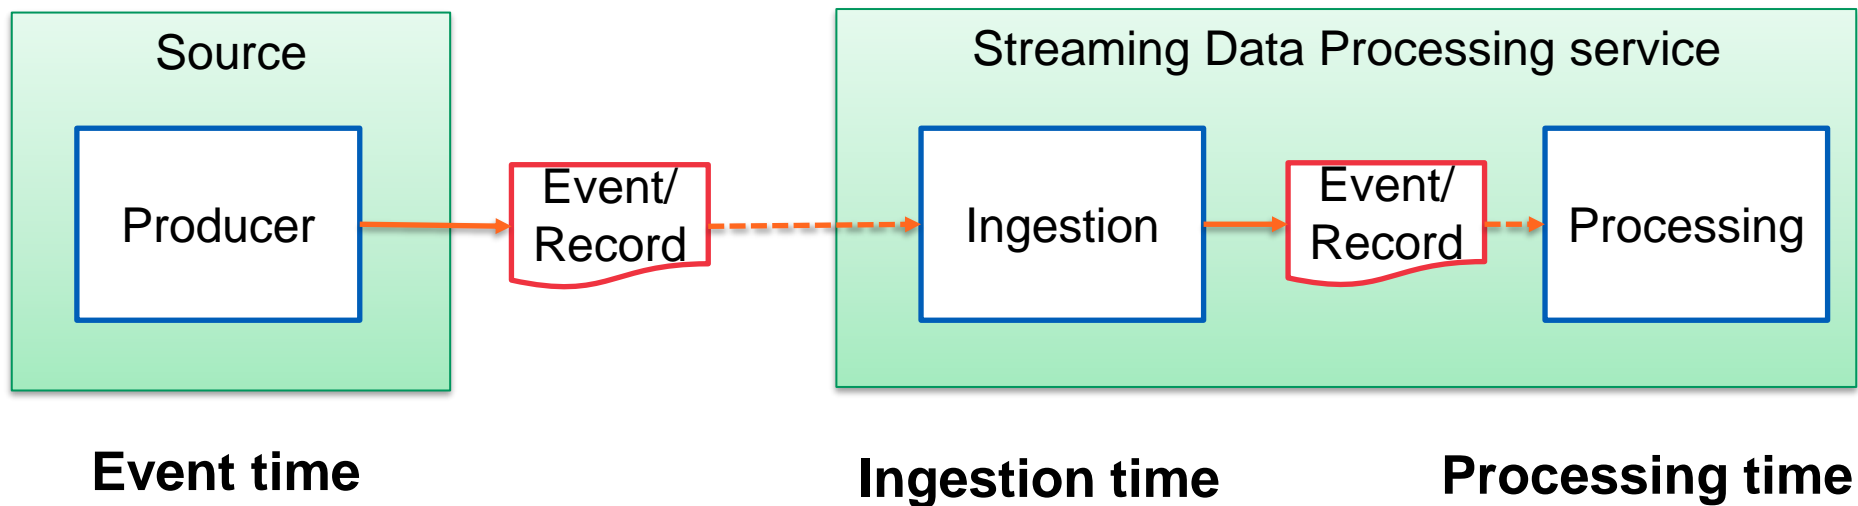 Source
Streaming Data Processing service
Producer
Event/
Record
Ingestion
Event/
Record
Processing
Event time
Ingestion time
Processing time